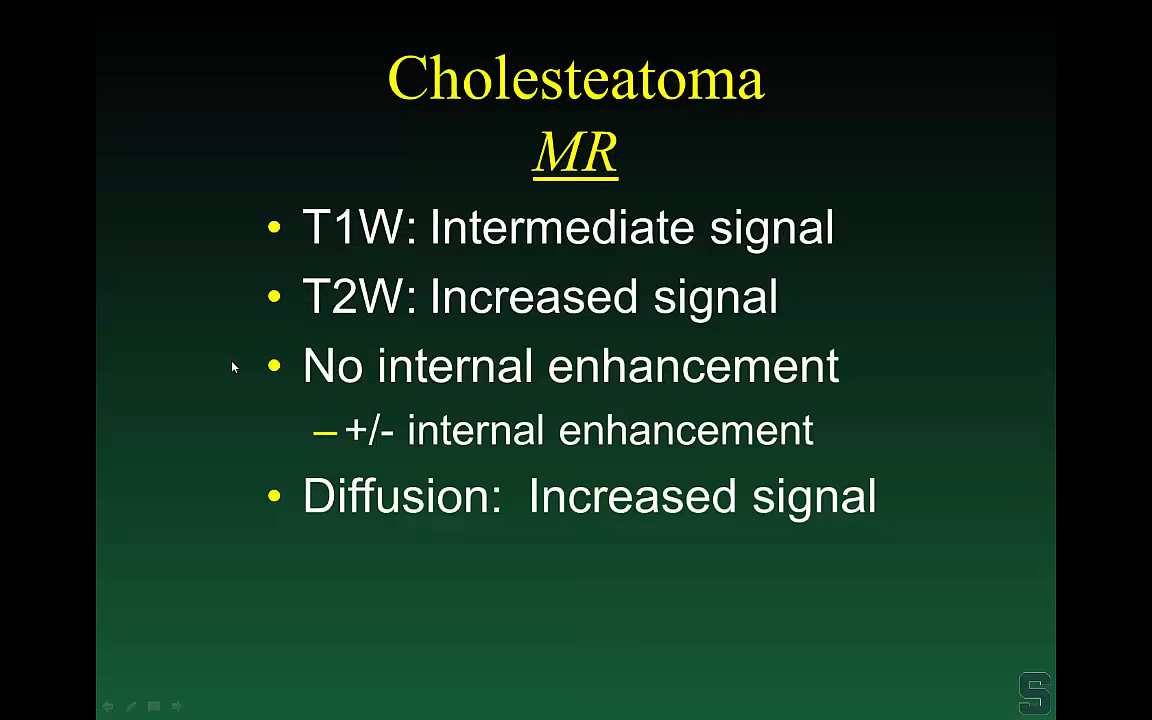 Cholesteatoma
MR
• T1W: Intermediate signal
• T2W: Increased signal
• No internal enhancement
– +/- internal enhancement
• Diffusion: Increased signal
S